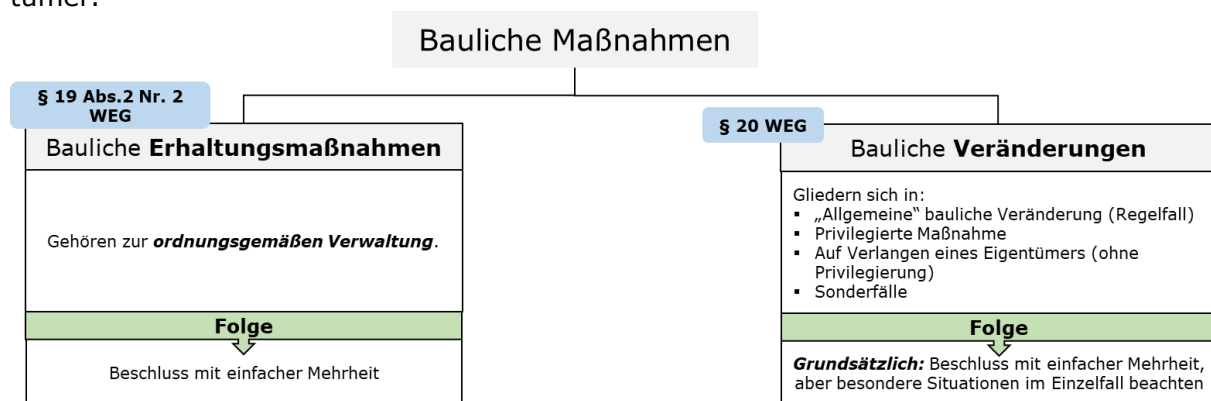 tümer.
Bauliche Maßnahmen
§ 19 Abs.2 Nr. 2
WEG
Bauliche Erhaltungsmaßnahmen
Gehören zur ordnungsgemäßen Verwaltung.
Folge
Beschluss mit einfacher Mehrheit
§ 20 WEG
Bauliche Veränderungen
Gliedern sich in:
▪ „Allgemeine“ bauliche Veränderung (Regelfall)
▪ Privilegierte Maßnahme
▪ Auf Verlangen eines Eigentümers (ohne
Privilegierung)
▪ Sonderfälle
Folge
Grundsätzlich: Beschluss mit einfacher Mehrheit,
aber besondere Situationen im Einzelfall beachten